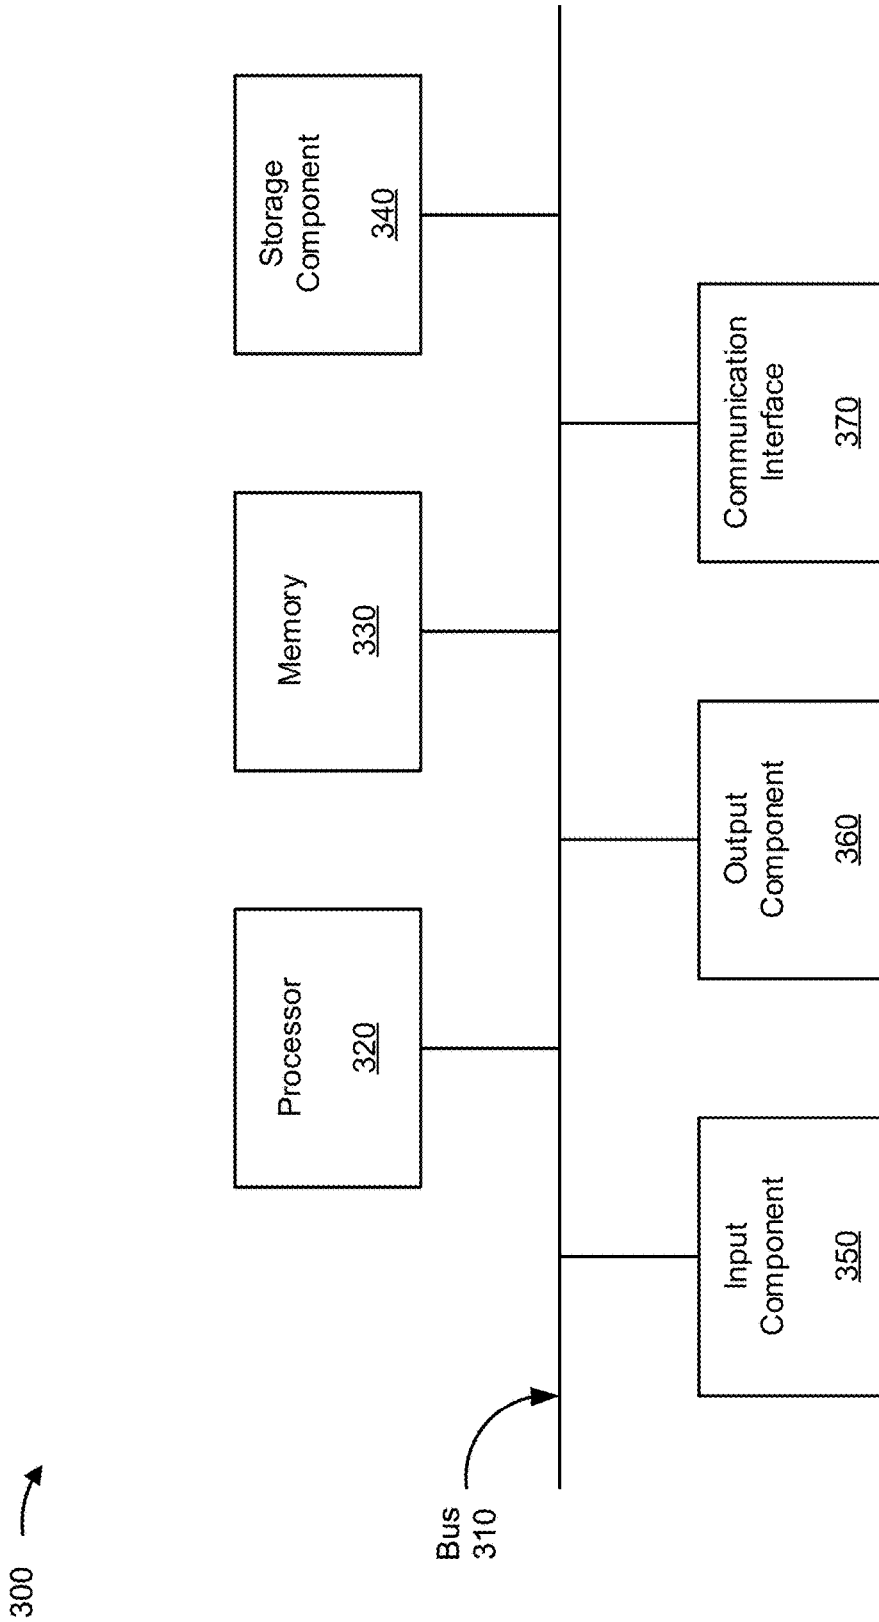 300
Bus
310
Processor
320
Memory
330
Storage
Component
340
Input
Component
350
Output
Component
360
Communication
Interface
370